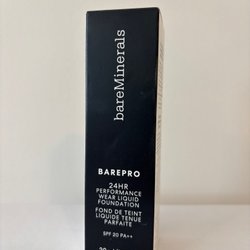 bareMinerals
BAREPRO
24HR
PERFORMANCE
WEAR LIQUID
FOUNDATION
FOND DE TEINT
LIQUIDE TENUE
PARFAITE
SPF 20 PA++